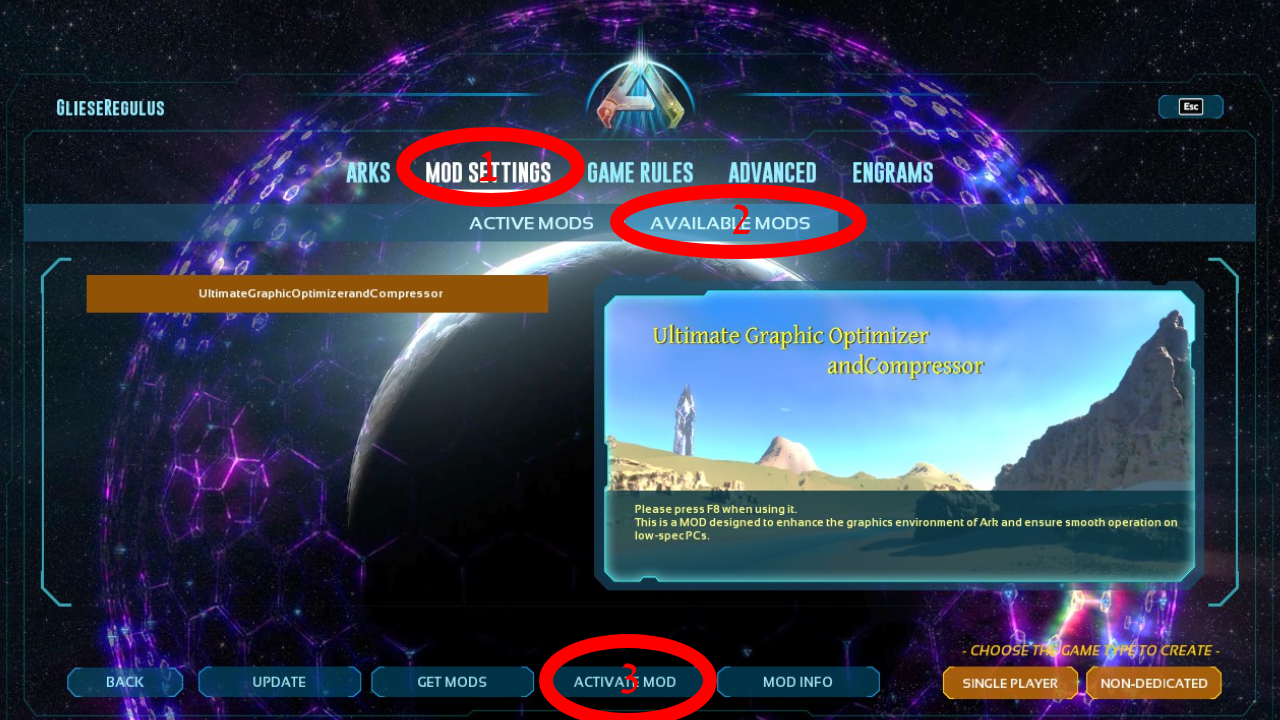 GlieseRegulus
Esc
ARKS
MOD SETTINGS
1
GAME RULES
ADVANCED
ENGRAMS
ACTIVE MODS
AVAILABLE MODS
2
UltimateGraphicOptimizerandCompressor
Ultimate Graphic Optimizer
andCompressor
Please press F8 when using it.
This is a MOD designed to enhance the graphics environment of Ark and ensure smooth operation on
low-spec PCs.
- CHOOSE THE GAME TYPE TO CREATE -
BACK
UPDATE
GET MODS
ACTIVATE MOD
3
MOD INFO
SINGLE PLAYER
NON-DEDICATED